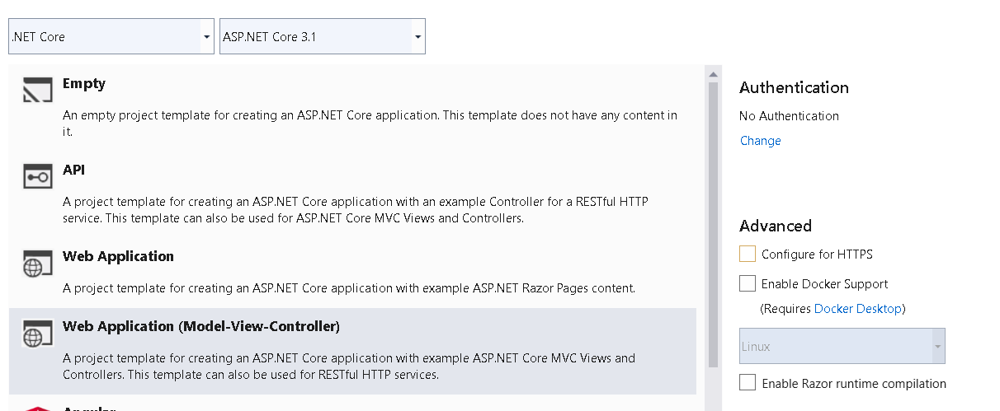 .NET Core
ASP.NET Core 3.1
Empty
An empty project template for creating an ASP.NET Core application. This template does not have any content in
it.
API
A project template for creating an ASP.NET Core application with an example Controller for a RESTful HTTP
service. This template can also be used for ASP.NET Core MVC Views and Controllers.
Web Application
A project template for creating an ASP.NET Core application with example ASP.NET Razor Pages content.
Web Application (Model-View-Controller)
A project template for creating an ASP.NET Core application with example ASP.NET Core MVC Views and
Controllers. This template can also be used for RESTful HTTP services.
Angular
Authentication
No Authentication
Change
Advanced
Configure for HTTPS
Enable Docker Support
(Requires Docker Desktop)
Linux
Enable Razor runtime compilation